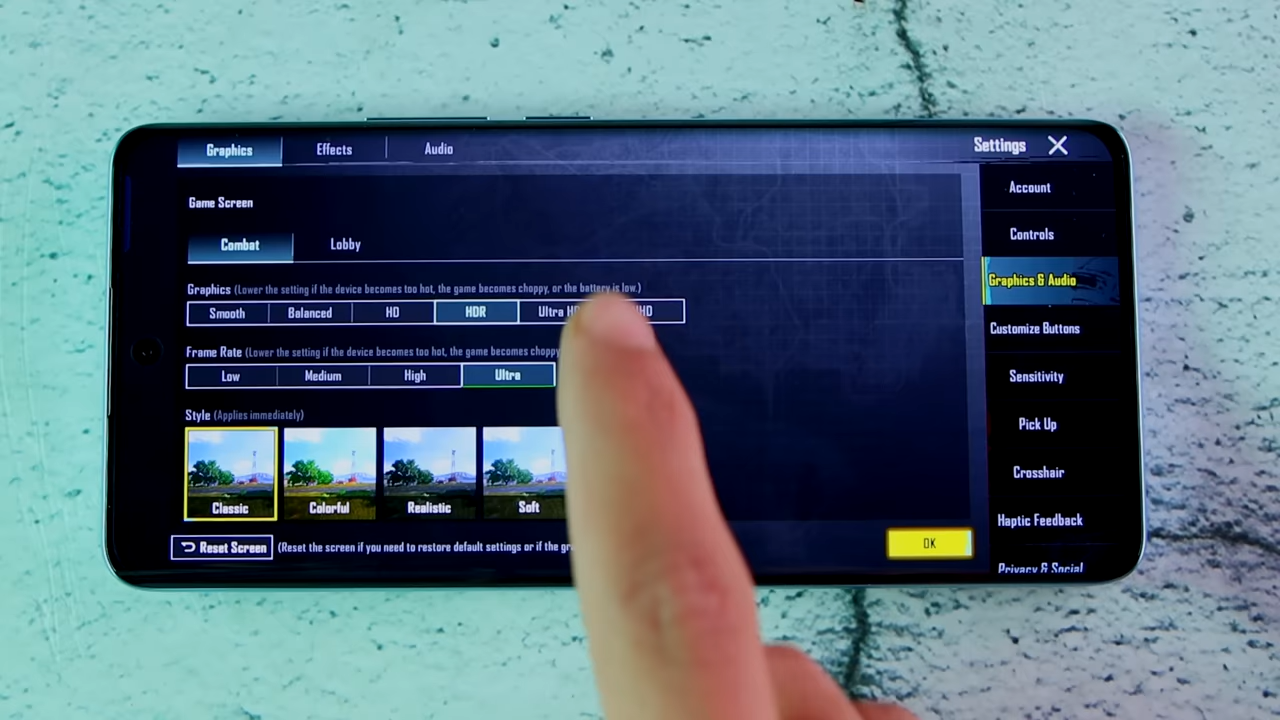 Graphics Effects Audio Settings
Game Screen
Combat Lobby
Graphics (Lower the setting if the device becomes too hot, the game becomes choppy, or the battery is low.)
Smooth Balanced HD HDR Ultra
Frame Rate (Lower the setting if the device becomes too hot, the game becomes choppy
Low Medium High Ultra
Style (Applies immediately)
Classic Colorful Realistic Soft
Reset Screen (Reset the screen if you need to restore default settings or if the
OK
Account
Controls
Graphics & Audio
Customize Buttons
Sensitivity
Pick Up
Crosshair
Haptic Feedback
Privacy & Social